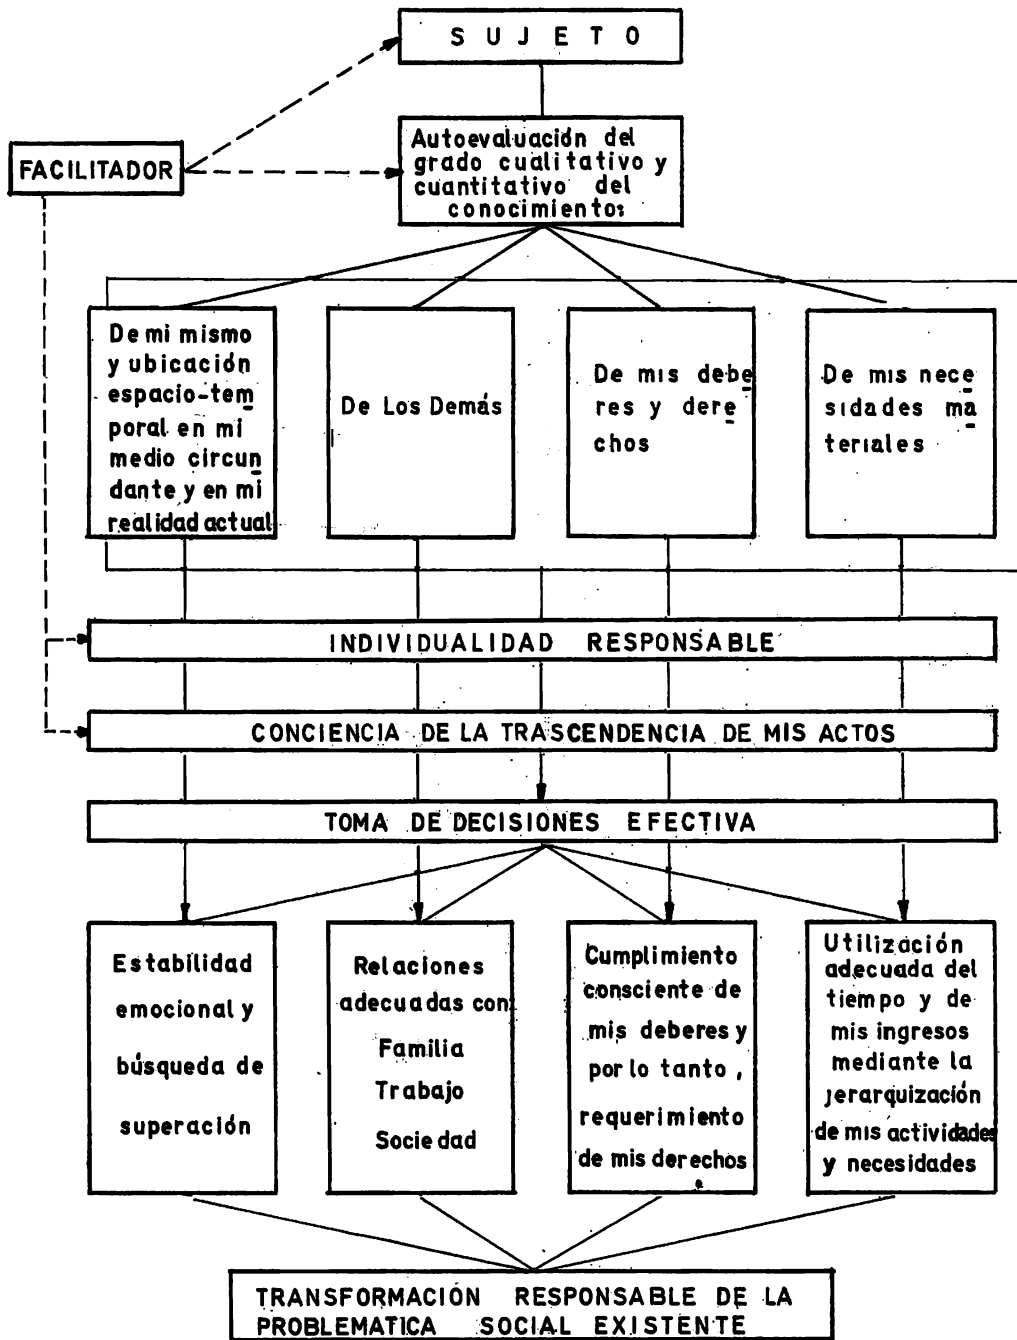 SUJETO
FACILITADOR
Autoevaluación del
grado cualitativo y
cuantitativo del
conocimiento:
De mi mismo
y ubicación
espacio-tem
poral en mi
medio circun
dante y en mi
realidad actual
De Los Demás
De mis debe
res y dere
chos
De mis nece
sidades ma
teriales
INDIVIDUALIDAD RESPONSABLE
CONCIENCIA DE LA TRASCENDENCIA DE MIS ACTOS
TOMA DE DECISIONES EFECTIVA
Estabilidad
emocional y
búsqueda de
superación
Relaciones
adecuadas con:
Familia
Trabajo
Sociedad
Cumplimiento
consciente de
mis deberes y
por lo tanto,
requerimiento
de mis derechos
Utilización
adecuada del
tiempo y de
mis ingresos
mediante la
jerarquización
de mis actividades
y necesidades
TRANSFORMACIÓN RESPONSABLE DE LA
PROBLEMATICA SOCIAL EXISTENTE